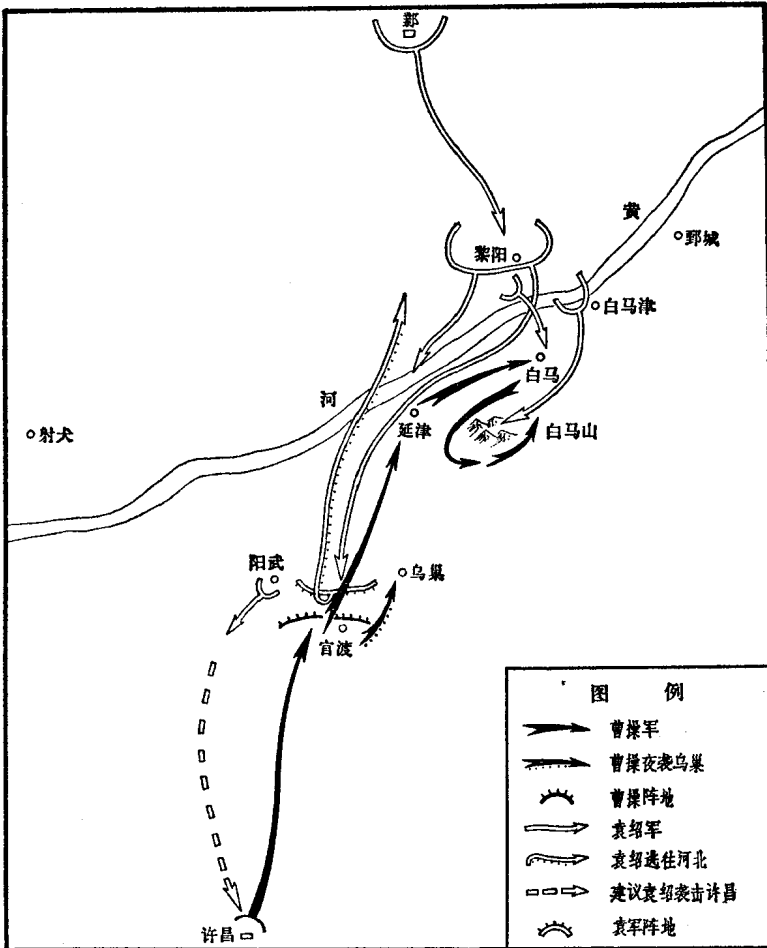 邺
黎阳
黄
鄄城
白马津
白马
河
延津
白马山
射犬
阳武
乌巢
官渡
许昌
图 例
曹操军
曹操夜袭乌巢
曹操阵地
袁绍军
袁绍逃往河北
建议袁绍袭击许昌
袁军阵地